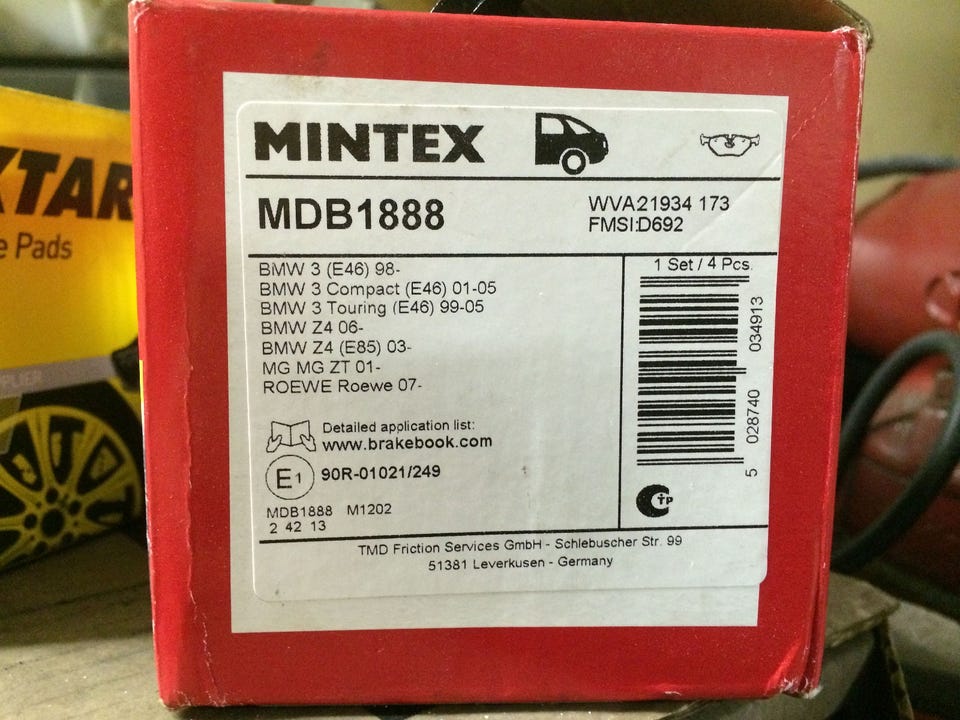 MINTEX
MDB1888
WVA21934 173
FMSI:D692
BMW 3 (E46) 98-
BMW 3 Compact (E46) 01-05
BMW 3 Touring (E46) 99-05
BMW Z4 06-
BMW Z4 (E85) 03-
MG MG ZT 01-
ROEWE Roewe 07-
1 Set / 4 Pcs.
5 028740 034913
Detailed application list:
www.brakebook.com
E1
90R-01021/249
MDB1888 M1202
2 42 13
CTP
TMD Friction Services GmbH - Schlebuscher Str. 99
51381 Leverkusen - Germany
XTAR
e Pads
PPLIER